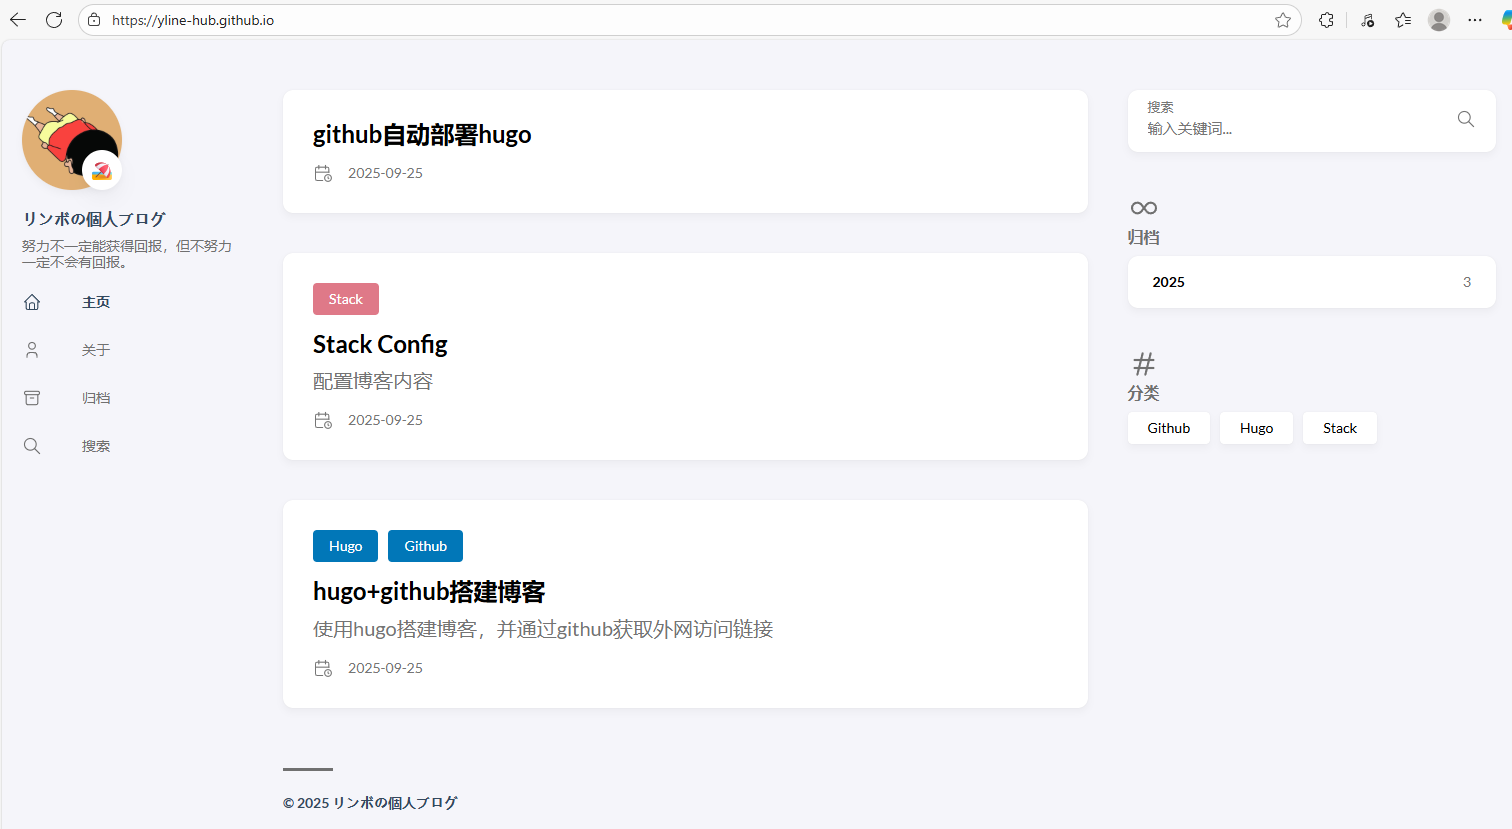 https://yline-hub.github.io
リンボの個人ブログ
努力不一定能获得回报，但不努力
一定不会有回报。
主页
关于
归档
搜索
github自动部署hugo
2025-09-25
Stack
Stack Config
配置博客内容
2025-09-25
Hugo
Github
hugo+github搭建博客
使用hugo搭建博客，并通过github获取外网访问链接
2025-09-25
© 2025 リンボの個人ブログ
搜索
输入关键词...
归档
2025 3
分类
Github Hugo Stack